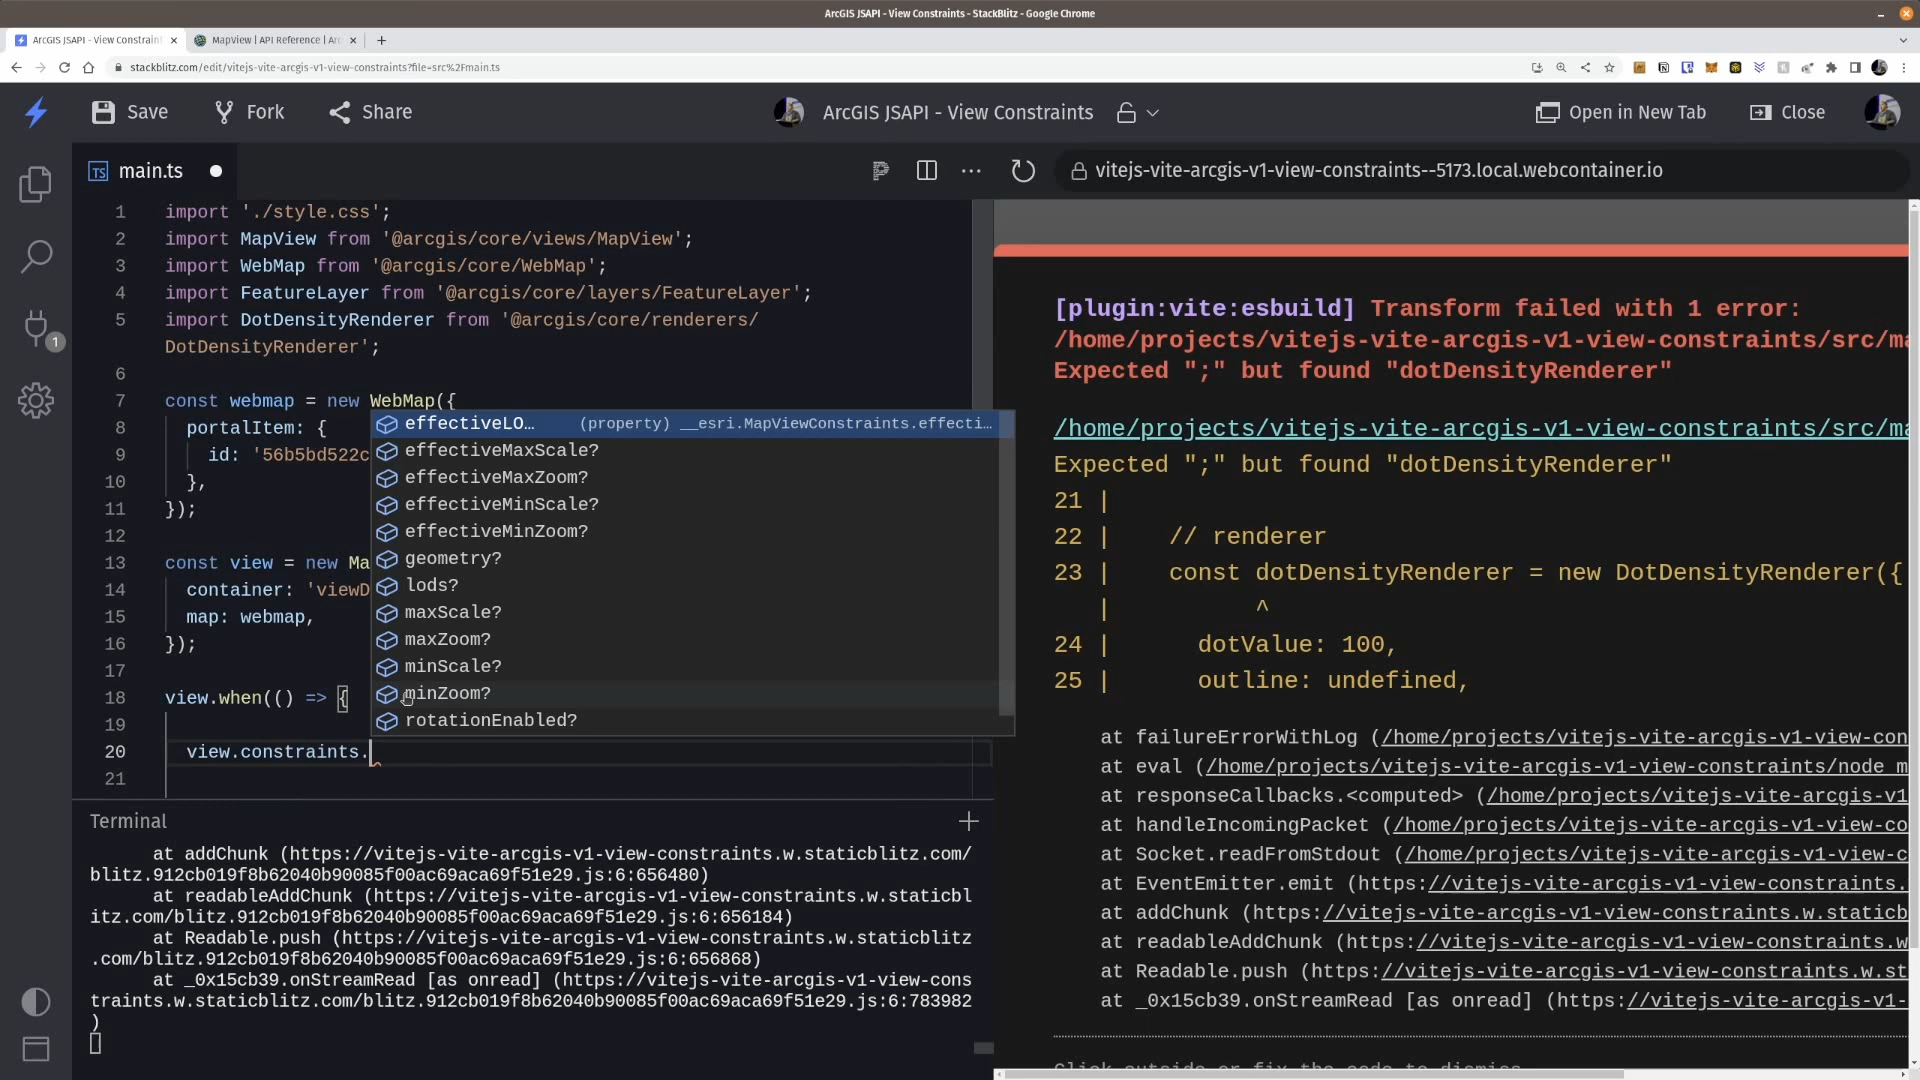 ArcGIS JSAPI - View Constraints - StackBlitz - Google Chrome
ArcGIS JSAPI - View Constraint
MapView | API Reference | Arc
stackblitz.com/edit/vitejs-vite-arcgis-v1-view-constraints?file=src%2Fmain.ts
Save
Fork
Share
ArcGIS JSAPI - View Constraints
Open in New Tab
Close
TS main.ts
vitejs-vite-arcgis-v1-view-constraints--5173.local.webcontainer.io
1 import './style.css';
2 import MapView from '@arcgis/core/views/MapView';
3 import WebMap from '@arcgis/core/WebMap';
4 import FeatureLayer from '@arcgis/core/layers/FeatureLayer';
5 import DotDensityRenderer from '@arcgis/core/renderers/
DotDensityRenderer';
6
7 const webmap = new WebMap({
8 portalItem: {
9 id: '56b5bd522c
10 },
11 });
12
13 const view = new Ma
14 container: 'viewD
15 map: webmap,
16 });
17
18 view.when(() => {
19
20 view.constraints.
21
effectiveLO... (property) __esri.MapViewConstraints.effecti...
effectiveMaxScale?
effectiveMaxZoom?
effectiveMinScale?
effectiveMinZoom?
geometry?
lods?
maxScale?
maxZoom?
minScale?
minZoom?
rotationEnabled?
1
Terminal
at addChunk (https://vitejs-vite-arcgis-v1-view-constraints.w.staticblitz.com/
blitz.912cb019f8b62040b90085f00ac69aca69f51e29.js:6:656480)
at readableAddChunk (https://vitejs-vite-arcgis-v1-view-constraints.w.staticbl
itz.com/blitz.912cb019f8b62040b90085f00ac69aca69f51e29.js:6:656184)
at Readable.push (https://vitejs-vite-arcgis-v1-view-constraints.w.staticblitz
.com/blitz.912cb019f8b62040b90085f00ac69aca69f51e29.js:6:656868)
at _0x15cb39.onStreamRead [as onread] (https://vitejs-vite-arcgis-v1-view-cons
traints.w.staticblitz.com/blitz.912cb019f8b62040b90085f00ac69aca69f51e29.js:6:783982
)
[plugin:vite:esbuild] Transform failed with 1 error:
/home/projects/vitejs-vite-arcgis-v1-view-constraints/src/ma
Expected ";" but found "dotDensityRenderer"
/home/projects/vitejs-vite-arcgis-v1-view-constraints/src/ma
Expected ";" but found "dotDensityRenderer"
21 |
22 | // renderer
23 | const dotDensityRenderer = new DotDensityRenderer({
| ^
24 | dotValue: 100,
25 | outline: undefined,
at failureErrorWithLog (/home/projects/vitejs-vite-arcgis-v1-view-con
at eval (/home/projects/vitejs-vite-arcgis-v1-view-constraints/node_m
at responseCallbacks.<computed> (/home/projects/vitejs-vite-arcgis-v1
at handleIncomingPacket (/home/projects/vitejs-vite-arcgis-v1-view-co
at Socket.readFromStdout (/home/projects/vitejs-vite-arcgis-v1-view-c
at EventEmitter.emit (https://vitejs-vite-arcgis-v1-view-constraints.
at addChunk (https://vitejs-vite-arcgis-v1-view-constraints.w.staticb
at readableAddChunk (https://vitejs-vite-arcgis-v1-view-constraints.w
at Readable.push (https://vitejs-vite-arcgis-v1-view-constraints.w.st
at _0x15cb39.onStreamRead [as onread] (https://vitejs-vite-arcgis-v1-
Click outside or fix the code to dismiss